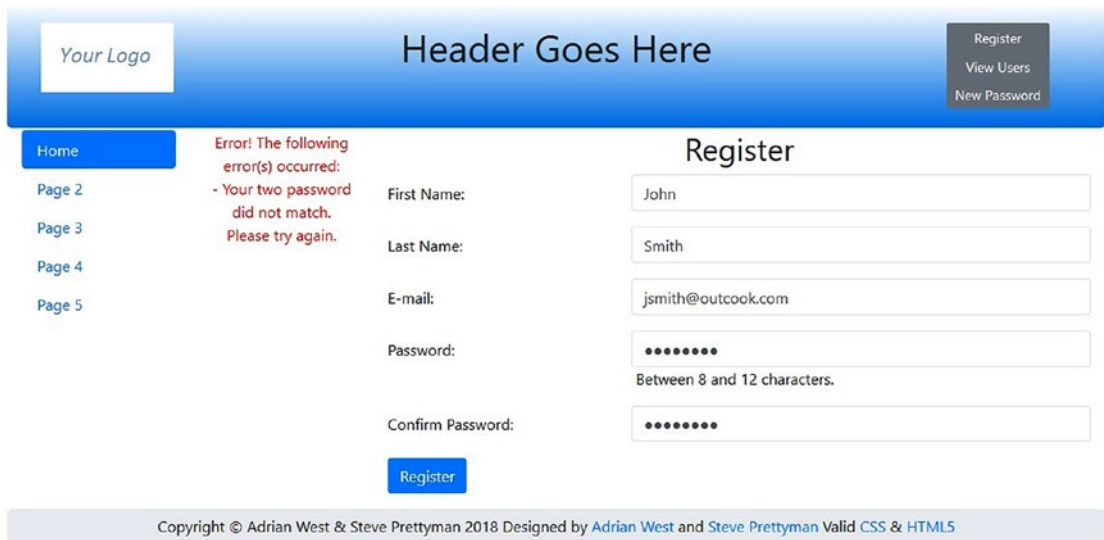 Your Logo
Header Goes Here
Register
View Users
New Password
Home
Page 2
Page 3
Page 4
Page 5
Error! The following
error(s) occurred:
- Your two password
did not match.
Please try again.
Register
First Name:
John
Last Name:
Smith
E-mail:
jsmith@outcook.com
Password:
●●●●●●●●
Between 8 and 12 characters.
Confirm Password:
●●●●●●●●
Register
Copyright © Adrian West & Steve Prettyman 2018 Designed by Adrian West and Steve Prettyman Valid CSS & HTML5